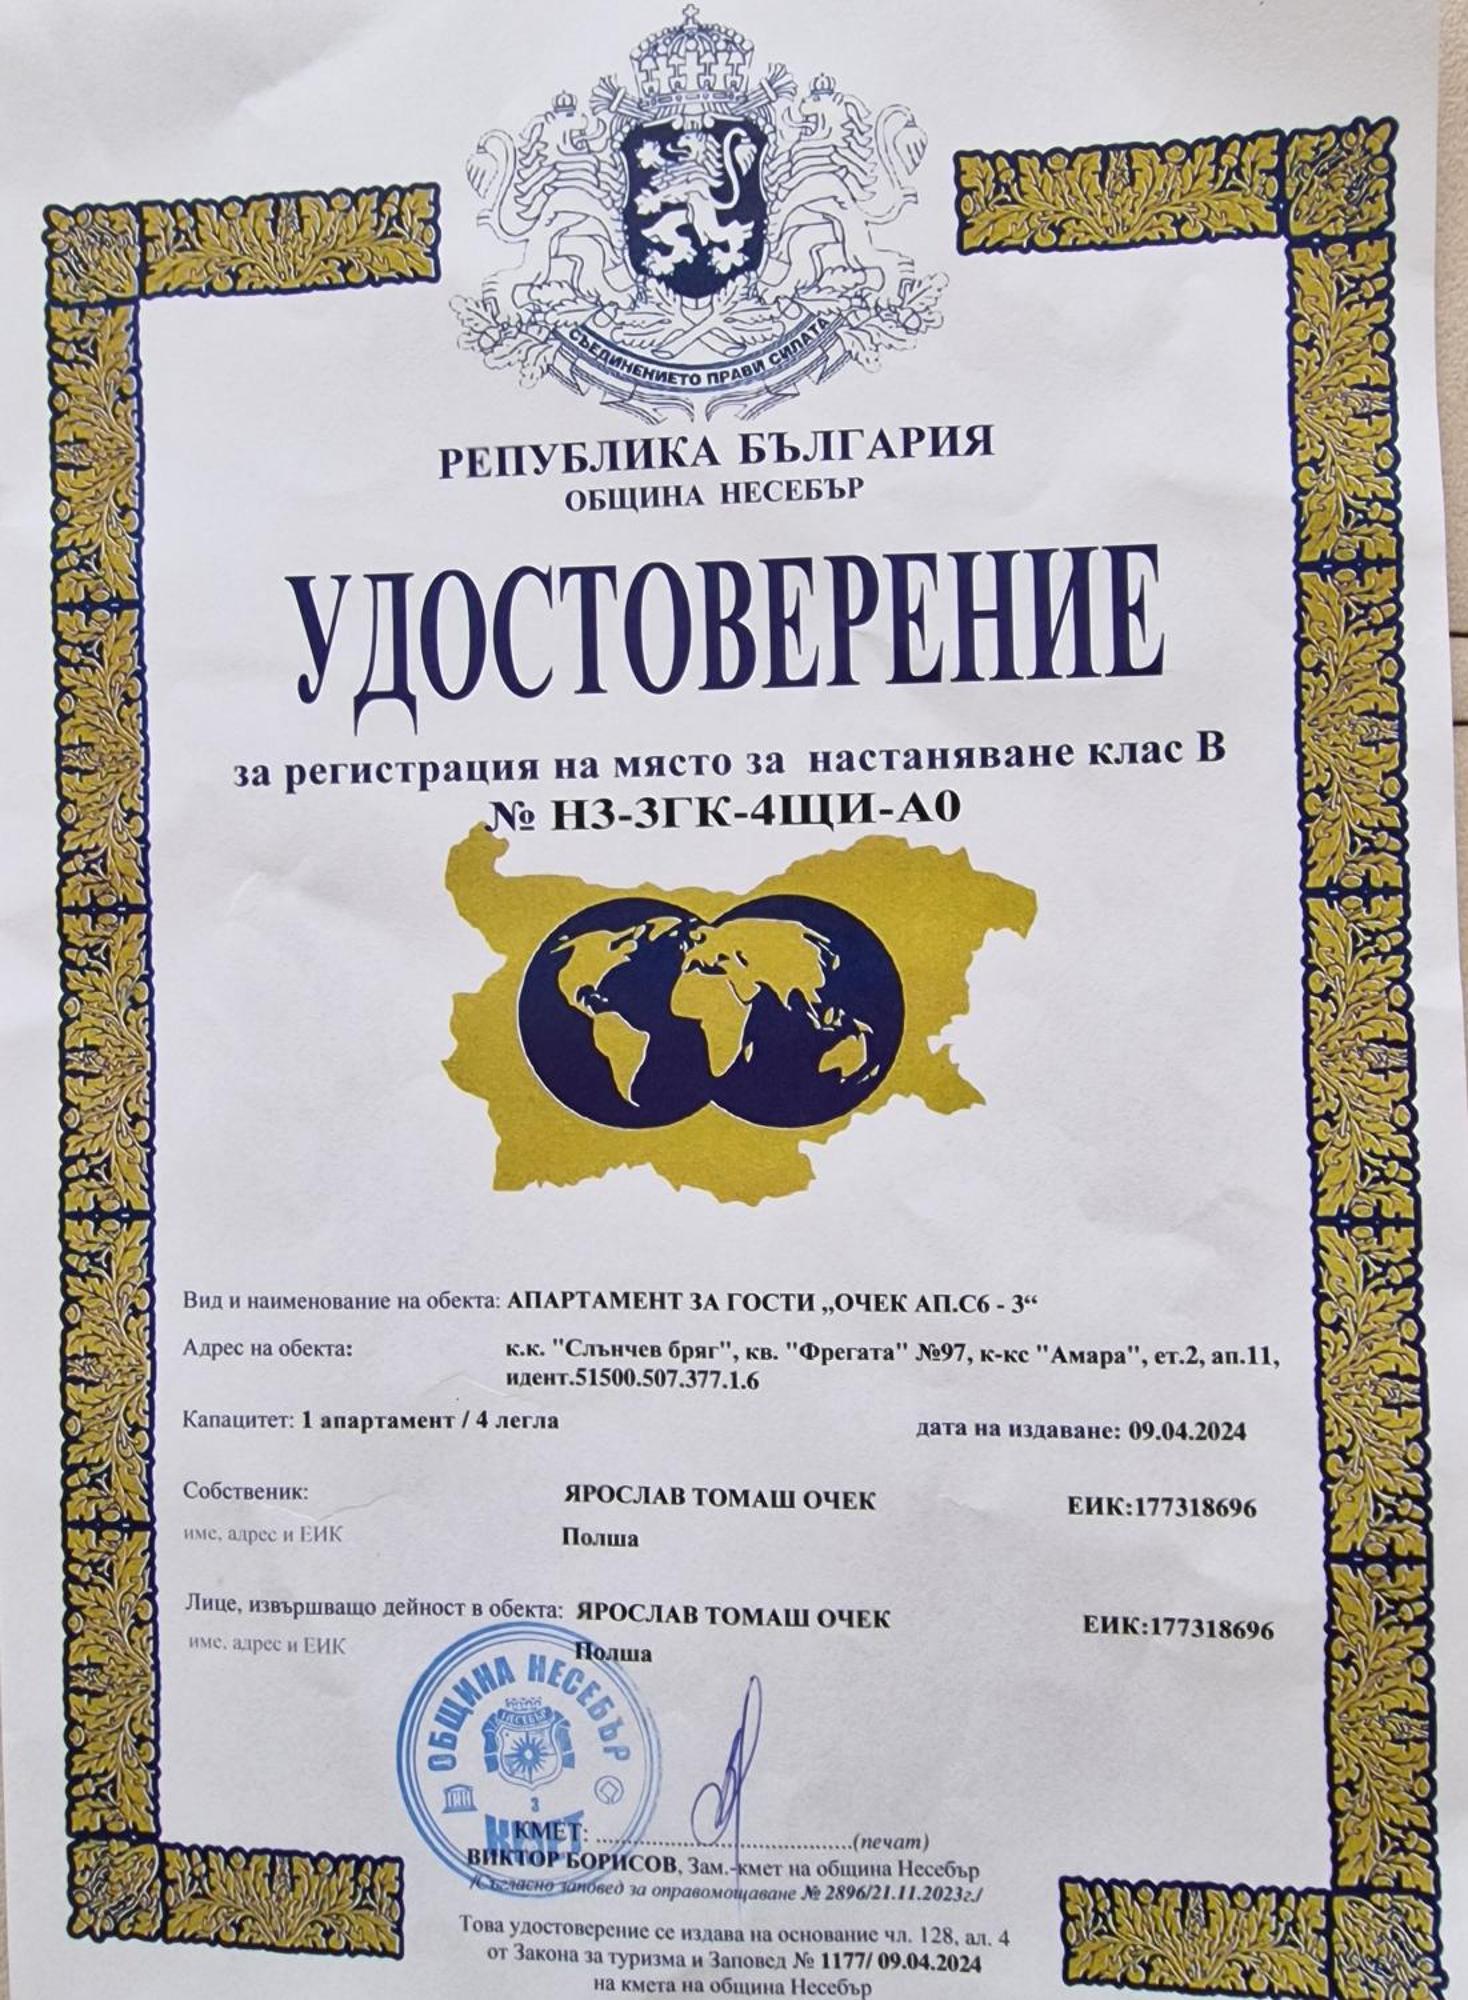 СЪЕДИНЕНИЕТО ПРАВИ СИЛАТА
РЕПУБЛИКА БЪЛГАРИЯ
ОБЩИНА НЕСЕБЪР
УДОСТОВЕРЕНИЕ
за регистрация на място за настаняване клас В
№ НЗ-3ГК-4ЩИ-А0
Вид и наименование на обекта: АПАРТАМЕНТ ЗА ГОСТИ „ОЧЕК АП.С6 - 3“
Адрес на обекта: к.к. "Слънчев бряг", кв. "Фрегата" №97, к-кс "Амара", ет.2, ап.11,
идент.51500.507.377.1.6
Капацитет: 1 апартамент / 4 легла дата на издаване: 09.04.2024
Собственик: ЯРОСЛАВ ТОМАШ ОЧЕК ЕИК:177318696
име, адрес и ЕИК Полша
Лице, извършващо дейност в обекта: ЯРОСЛАВ ТОМАШ ОЧЕК ЕИК:177318696
име, адрес и ЕИК Полша
ОБЩИНА НЕСЕБЪР
НЕСЕБЪР
3
КМЕТ
КМЕТ: ..........................................(печат)
ВИКТОР БОРИСОВ, Зам.-кмет на община Несебър
/Съгласно заповед за оправомощаване № 2896/21.11.2023г./
Това удостоверение се издава на основание чл. 128, ал. 4
от Закона за туризма и Заповед № 1177/ 09.04.2024
на кмета на община Несебър